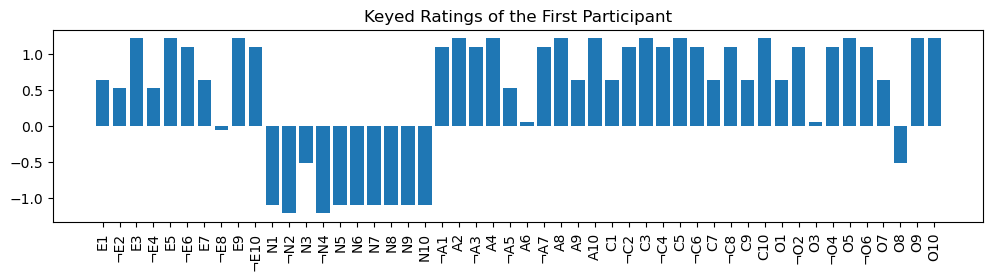 Keyed Ratings of the First Participant
1.0
0.5
0.0
−0.5
−1.0
E1 ¬E2 E3 ¬E4 E5 ¬E6 E7 ¬E8 E9 ¬E10 N1 ¬N2 N3 ¬N4 N5 N6 N7 N8 N9 N10 ¬A1 A2 ¬A3 A4 ¬A5 A6 ¬A7 A8 A9 A10 C1 ¬C2 C3 ¬C4 C5 ¬C6 C7 ¬C8 C9 C10 O1 ¬O2 O3 ¬O4 O5 ¬O6 O7 O8 O9 O10